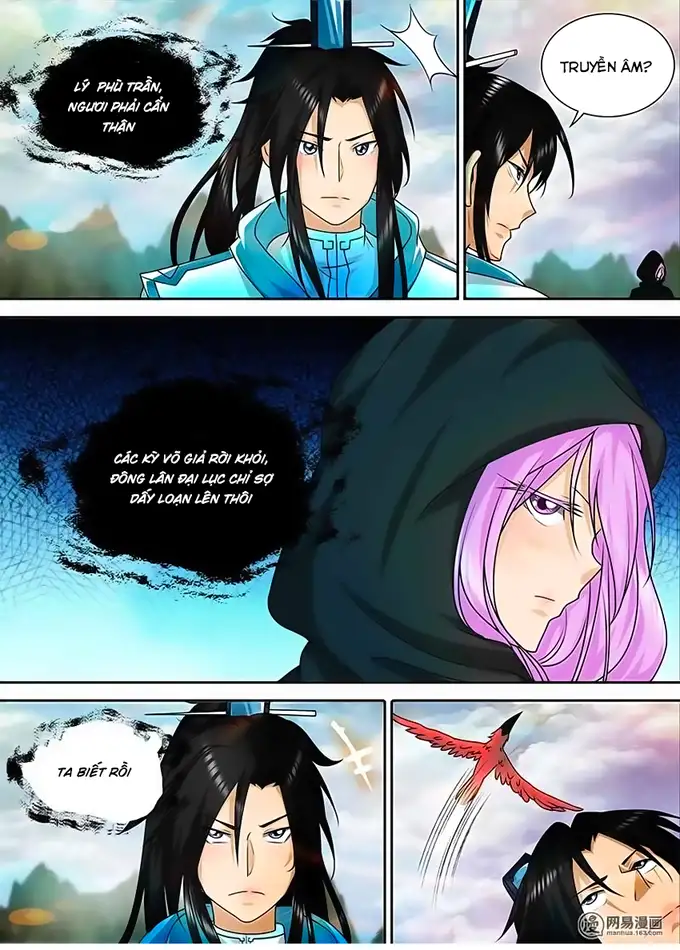 LÝ PHÙ TRẦN,
NGƯƠI PHẢI CẨN
THẬN
TRUYỀN ÂM?
CÁC KỲ VÕ GIẢ RỜI KHỎI,
ĐÔNG LÂN ĐẠI LỤC CHỈ SỢ
DẤY LOẠN LÊN THÔI
TA BIẾT RỒI
网易漫画
manhua.163.com